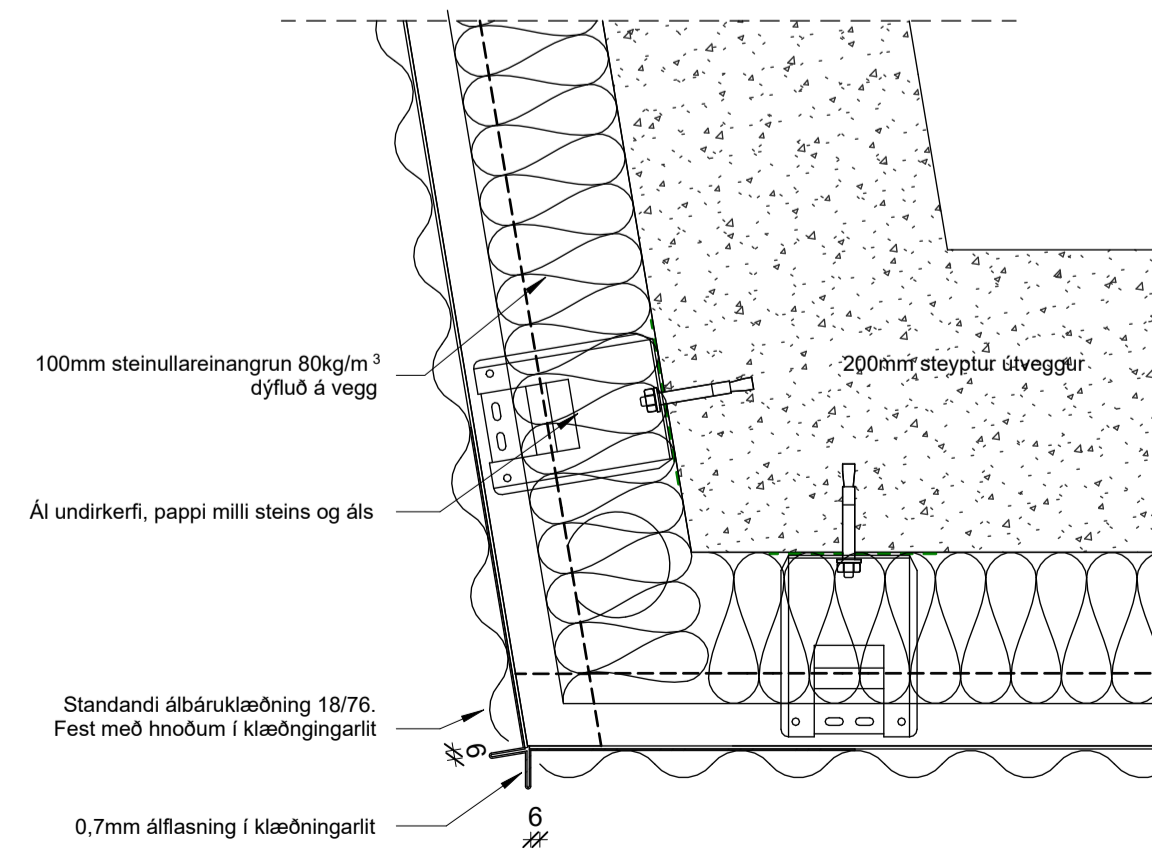 100mm steinullareinangrun 80kg/m³
dýfluð á vegg
200mm steyptur útveggur
Ál undirkerfi, pappi milli steins og áls
Standandi álbáruklæðning 18/76.
Fest með hnoðum í klæðngingarlit
6
0,7mm álflasning í klæðningarlit
6